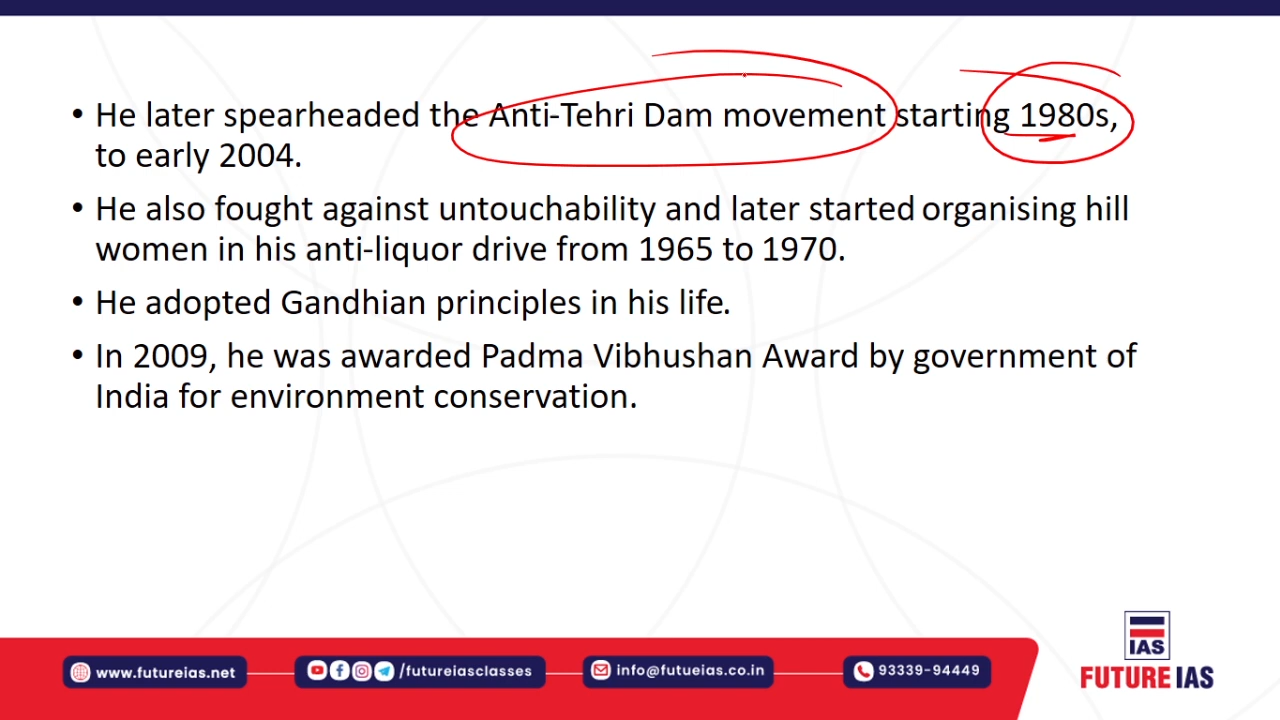 • He later spearheaded the Anti-Tehri Dam movement starting 1980s,
to early 2004.
• He also fought against untouchability and later started organising hill
women in his anti-liquor drive from 1965 to 1970.
• He adopted Gandhian principles in his life.
• In 2009, he was awarded Padma Vibhushan Award by government of
India for environment conservation.
IAS
FUTURE IAS
www.futureias.net
/futureiasclasses
info@futueias.co.in
93339-94449